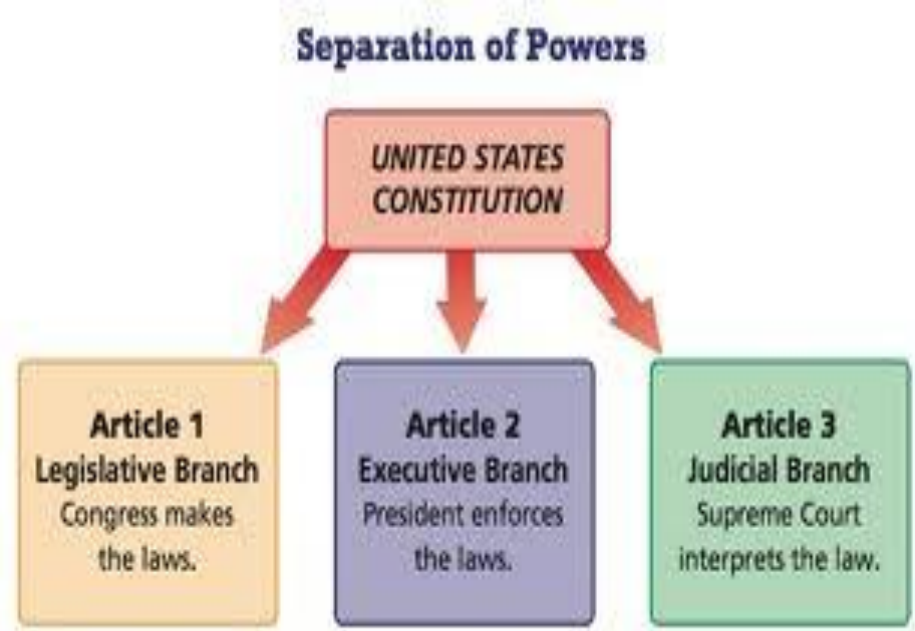 Separation of Powers
UNITED STATES
CONSTITUTION
Article 1
Legislative Branch
Congress makes
the laws.
Article 2
Executive Branch
President enforces
the laws.
Article 3
Judicial Branch
Supreme Court
interprets the law.